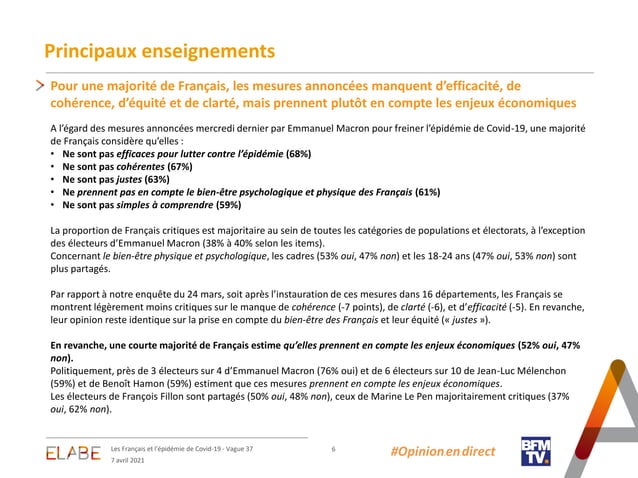 Principaux enseignements
Pour une majorité de Français, les mesures annoncées manquent d’efficacité, de
cohérence, d’équité et de clarté, mais prennent plutôt en compte les enjeux économiques
A l’égard des mesures annoncées mercredi dernier par Emmanuel Macron pour freiner l’épidémie de Covid-19, une majorité
de Français considère qu’elles :
• Ne sont pas efficaces pour lutter contre l’épidémie (68%)
• Ne sont pas cohérentes (67%)
• Ne sont pas justes (63%)
• Ne prennent pas en compte le bien-être psychologique et physique des Français (61%)
• Ne sont pas simples à comprendre (59%)
La proportion de Français critiques est majoritaire au sein de toutes les catégories de populations et électorats, à l’exception
des électeurs d’Emmanuel Macron (38% à 40% selon les items).
Concernant le bien-être physique et psychologique, les cadres (53% oui, 47% non) et les 18-24 ans (47% oui, 53% non) sont
plus partagés.
Par rapport à notre enquête du 24 mars, soit après l’instauration de ces mesures dans 16 départements, les Français se
montrent légèrement moins critiques sur le manque de cohérence (-7 points), de clarté (-6), et d’efficacité (-5). En revanche,
leur opinion reste identique sur la prise en compte du bien-être des Français et leur équité (« justes »).
En revanche, une courte majorité de Français estime qu’elles prennent en compte les enjeux économiques (52% oui, 47%
non).
Politiquement, près de 3 électeurs sur 4 d’Emmanuel Macron (76% oui) et de 6 électeurs sur 10 de Jean-Luc Mélenchon
(59%) et de Benoît Hamon (59%) estiment que ces mesures prennent en compte les enjeux économiques.
Les électeurs de François Fillon sont partagés (50% oui, 48% non), ceux de Marine Le Pen majoritairement critiques (37%
oui, 62% non).
ELABE
Les Français et l'épidémie de Covid-19 - Vague 37
7 avril 2021
6
#Opinion en direct
BFM
TV.